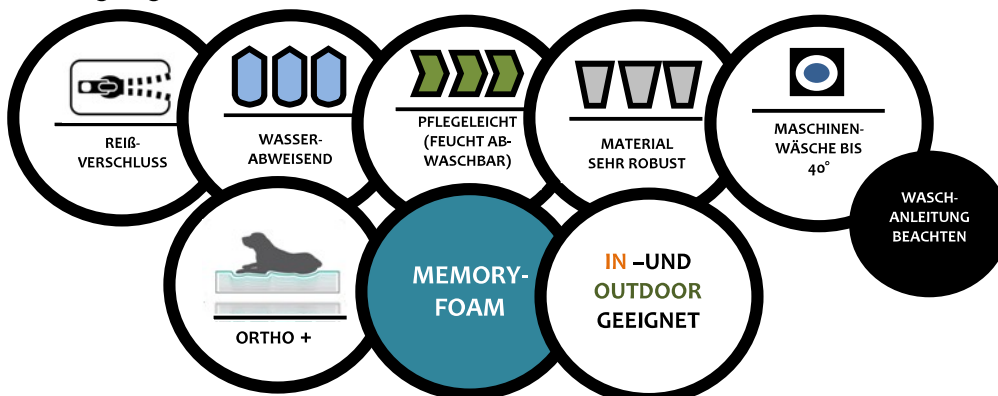 REIß-
VERSCHLUSS
WASSER-
ABWEISEND
PFLEGELEICHT
(FEUCHT AB-
WASCHBAR)
MATERIAL
SEHR ROBUST
MASCHINEN-
WÄSCHE BIS
40°
WASCH-
ANLEITUNG
BEACHTEN
ORTHO +
MEMORY-
FOAM
IN –UND
OUTDOOR
GEEIGNET